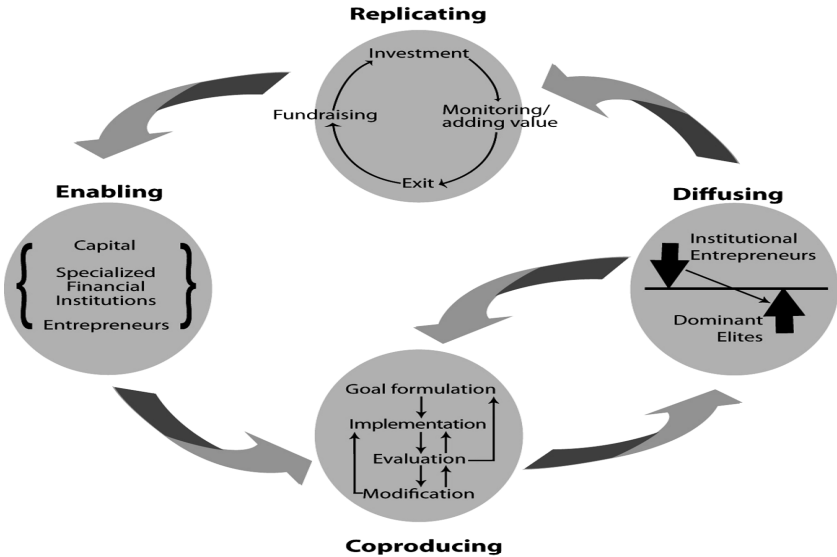 Replicating
Investment
Fundraising
Monitoring/
adding value
Exit
Enabling
Capital
Specialized
Financial
Institutions
Entrepreneurs
Diffusing
Institutional
Entrepreneurs
Dominant
Elites
Goal formulation
Implementation
Evaluation
Modification
Coproducing